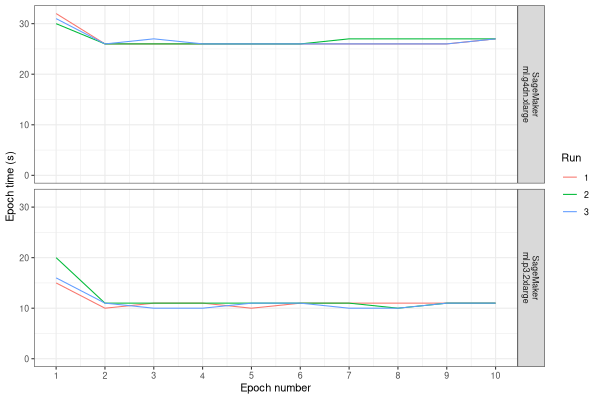 30
20
10
0
SageMaker
ml.g4dn.xlarge
Epoch time (s)
30
20
10
0
SageMaker
ml.p3.2xlarge
1 2 3 4 5 6 7 8 9 10
Epoch number
Run
1
2
3